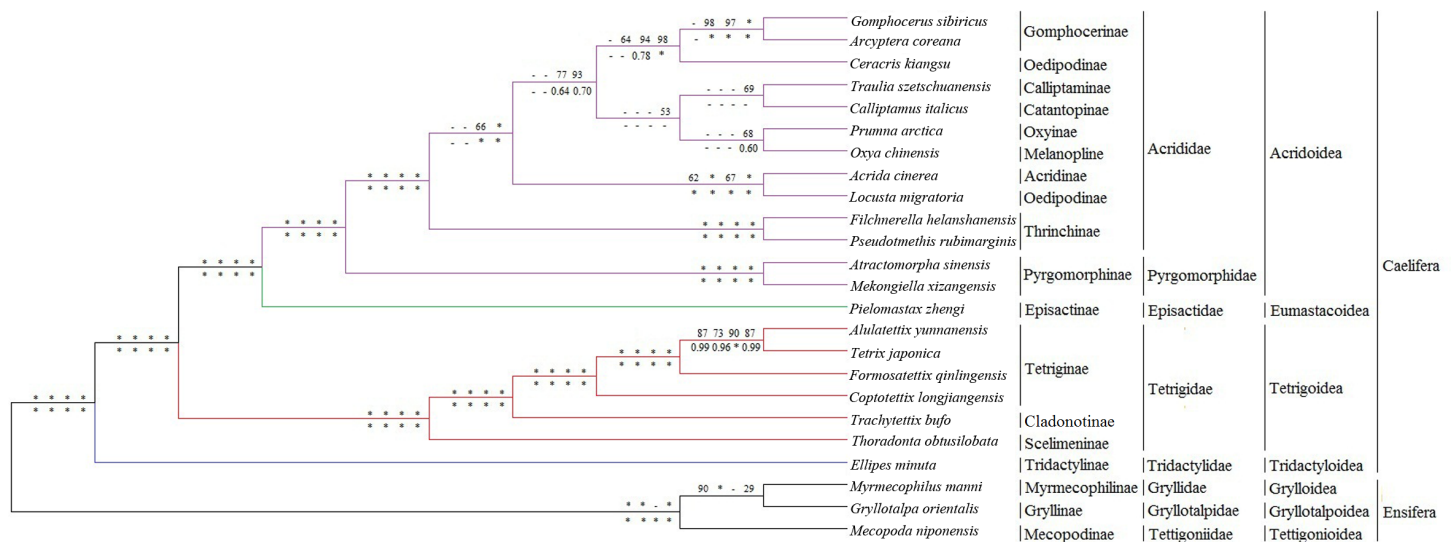 - 98 97 *
- * * *
- 64 94 98
- - 0.78 *
- - 77 93
- - 0.64 0.70
- - - 69
- - - -
- - - 53
- - - -
- - - 68
- - - 0.60
- - 66 *
- - * *
62 * 67 *
* * * *
* * * *
* * * *
* * * *
* * * *
* * * *
* * * *
* * * *
* * * *
* * * *
* * * *
* * * *
* * * *
87 73 90 87
0.99 0.96 * 0.99
* * * *
* * * *
* * * *
* * * *
* * * *
* * * *
* * * *
* * * *
* * * *
* * * *
90 * - 29
* * - *
* * * *
Gomphocerus sibiricus
Arcyptera coreana
Ceracris kiangsu
Traulia szetschuanensis
Calliptamus italicus
Prumna arctica
Oxya chinensis
Acrida cinerea
Locusta migratoria
Filchnerella helanshanensis
Pseudotmethis rubimarginis
Atractomorpha sinensis
Mekongiella xizangensis
Pielomastax zhengi
Alulatettix yunnanensis
Tetrix japonica
Formosatettix qinlingensis
Coptotettix longjiangensis
Trachytettix bufo
Thoradonta obtusilobata
Ellipes minuta
Myrmecophilus manni
Gryllotalpa orientalis
Mecopoda niponensis
Gomphocerinae
Oedipodinae
Calliptaminae
Catantopinae
Oxyinae
Melanopline
Acridinae
Oedipodinae
Thrinchinae
Pyrgomorphinae
Episactinae
Tetriginae
Cladonotinae
Scelimeninae
Tridactylinae
Myrmecophilinae
Gryllinae
Mecopodinae
Acrididae
Pyrgomorphidae
Episactidae
Tetrigidae
Tridactylidae
Gryllidae
Gryllotalpidae
Tettigoniidae
Acridoidea
Eumastacoidea
Tetrigoidea
Tridactyloidea
Grylloidea
Gryllotalpoidea
Tettigonioidea
Caelifera
Ensifera